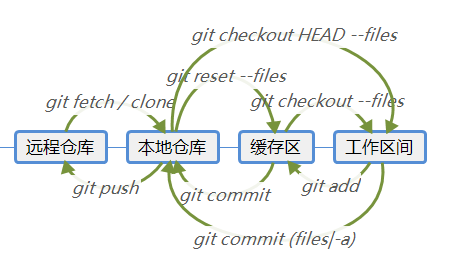 git checkout HEAD --files
git reset --files
git fetch / clone
git checkout --files
远程仓库
本地仓库
缓存区
工作区间
git push
git commit
git add
git commit (files|-a)